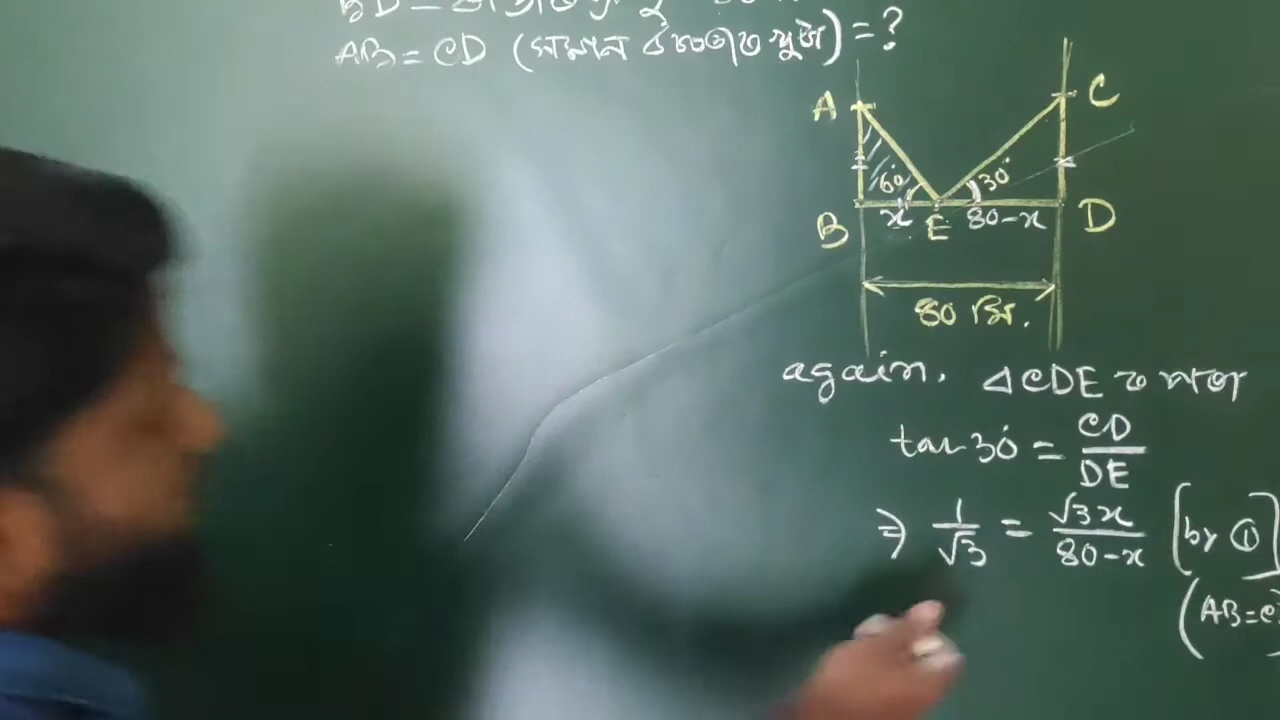 AB = CD (সমান উচ্চতার খুটা) = ?
A
C
60°
30°
B
x
E
80-x
D
80 মি.
again, △CDE ত
tan 30° = CD/DE
⇒ 1/√3 = √3x/80-x [by ①]
(AB=C